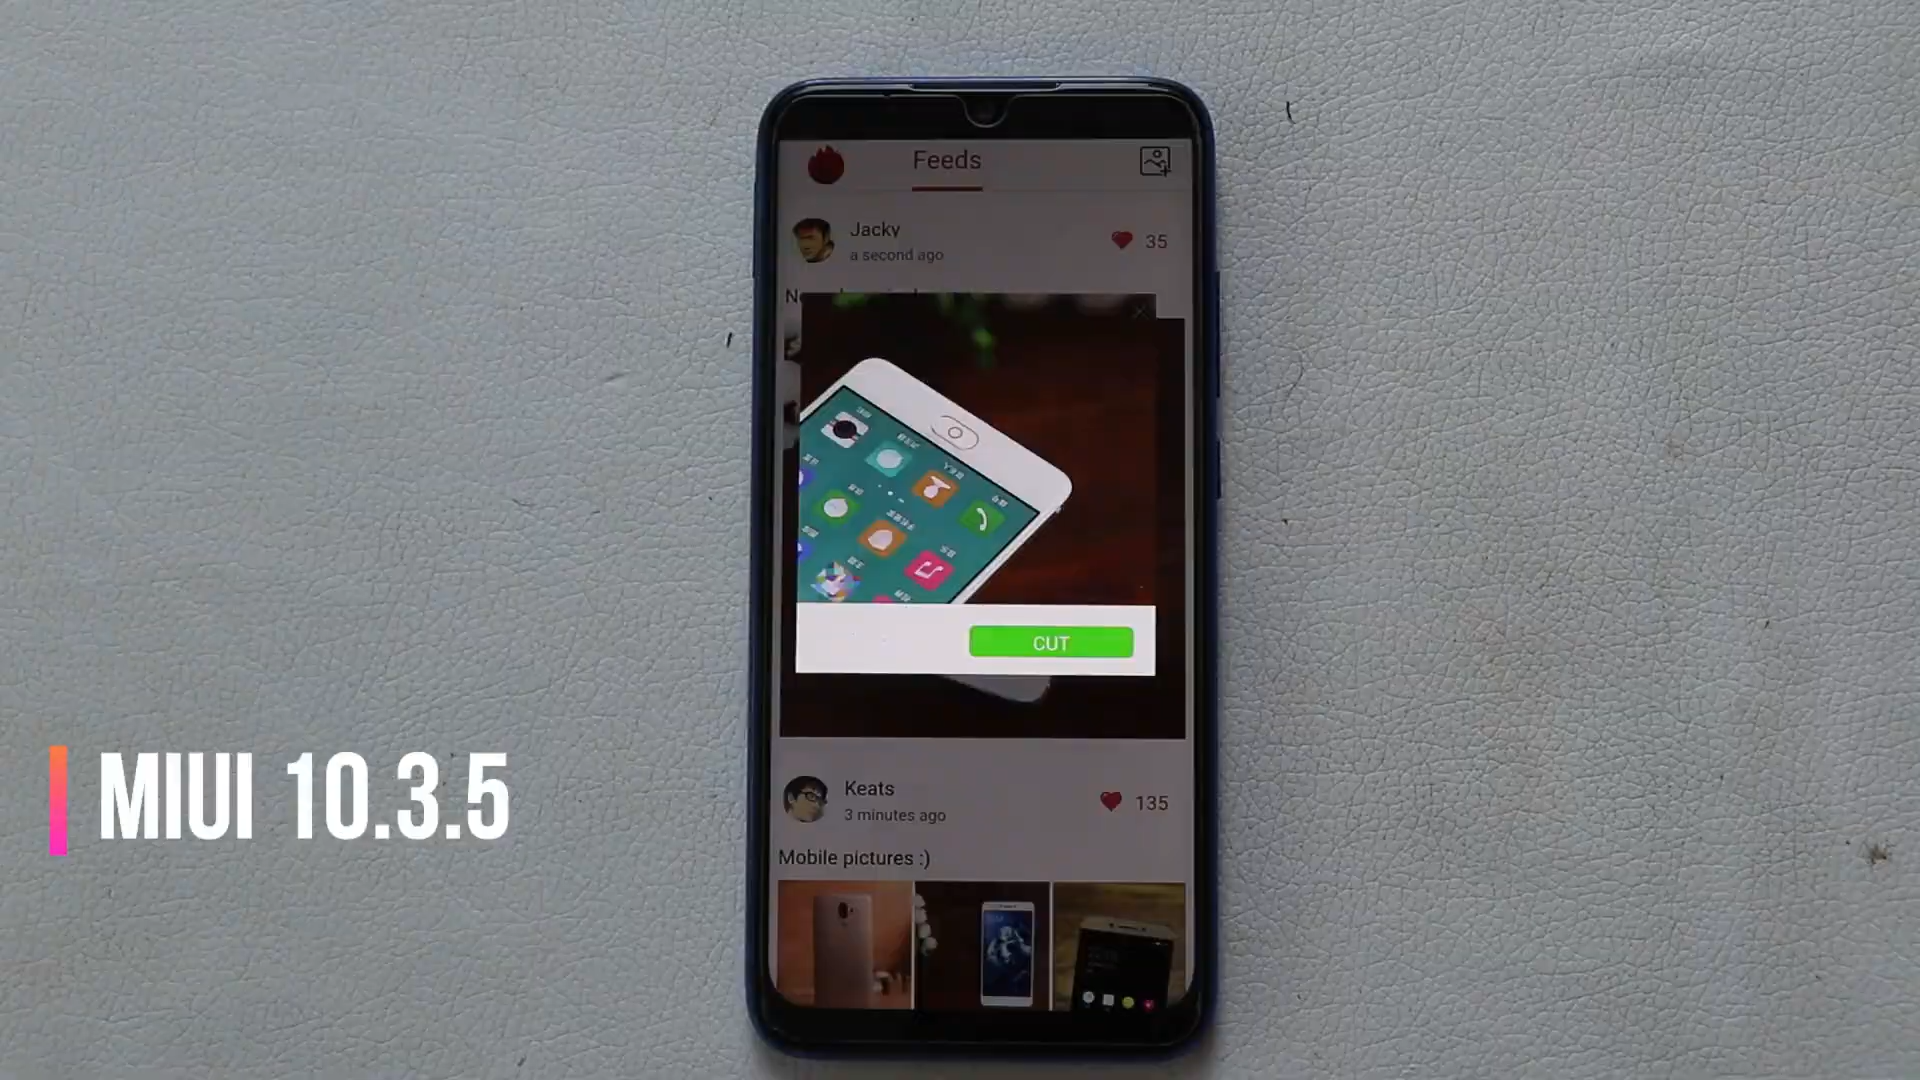 Feeds
Jacky
a second ago
35
CUT
MIUI 10.3.5
Keats
3 minutes ago
135
Mobile pictures :)